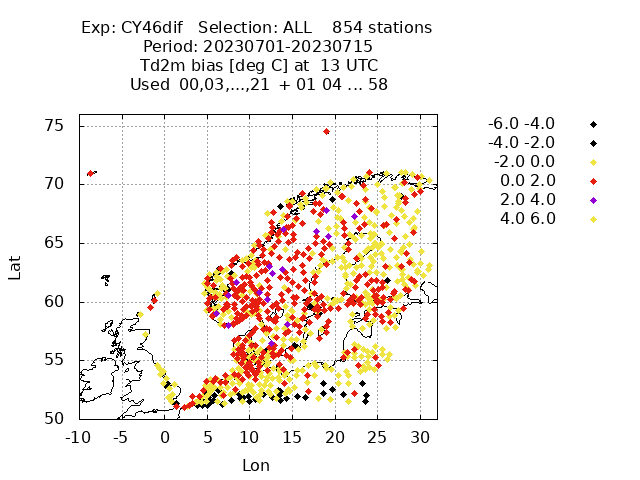 Exp: CY46dif Selection: ALL 854 stations
Period: 20230701-20230715
Td2m bias [deg C] at 13 UTC
Used 00,03,...,21 + 01 04 ... 58
75
70
65
60
55
50
Lat
-10 -5 0 5 10 15 20 25 30
Lon
-6.0 -4.0
-4.0 -2.0
-2.0 0.0
0.0 2.0
2.0 4.0
4.0 6.0